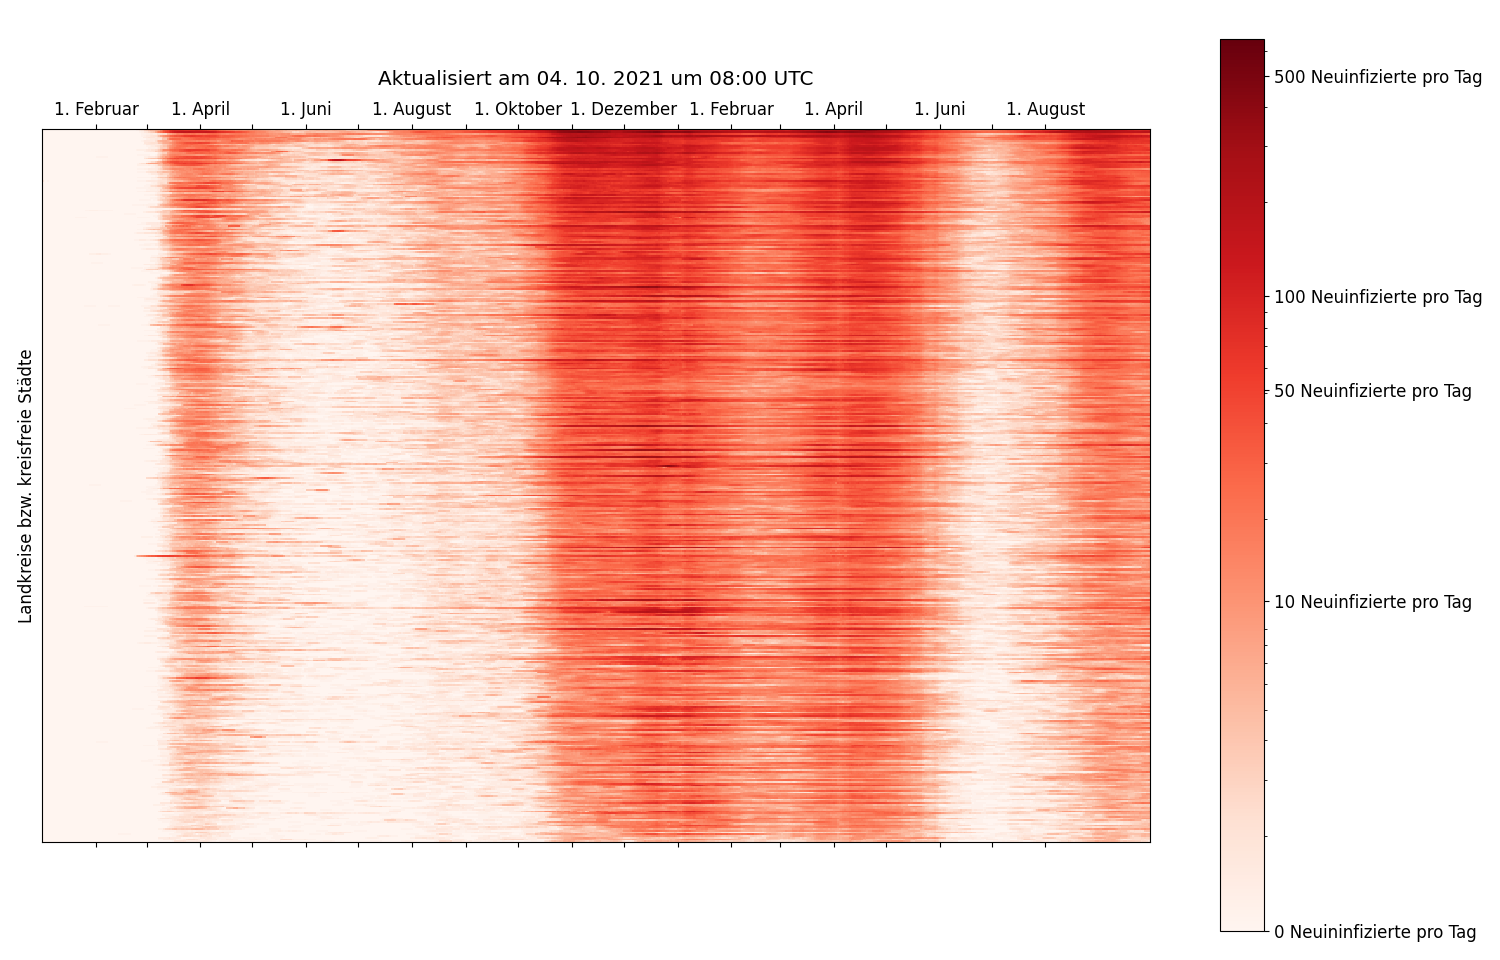 Aktualisiert am 04. 10. 2021 um 08:00 UTC
1. Februar 1. April 1. Juni 1. August 1. Oktober 1. Dezember 1. Februar 1. April 1. Juni 1. August
Landkreise bzw. kreisfreie Städte
500 Neuinfizierte pro Tag
100 Neuinfizierte pro Tag
50 Neuinfizierte pro Tag
10 Neuinfizierte pro Tag
0 Neuininfizierte pro Tag